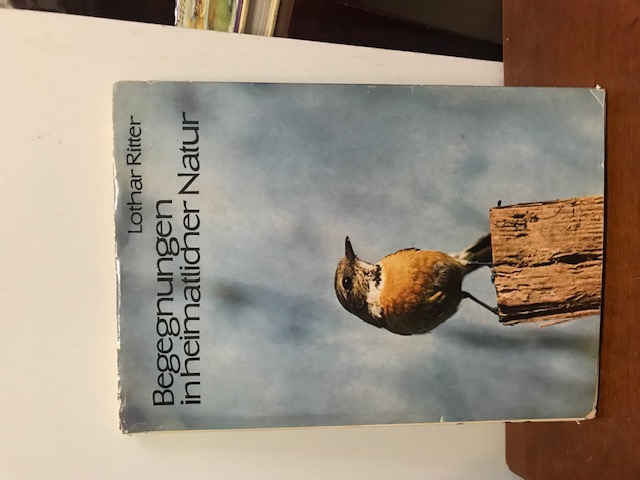 Lothar Ritter
Begegnungen
in heimatlicher Natur